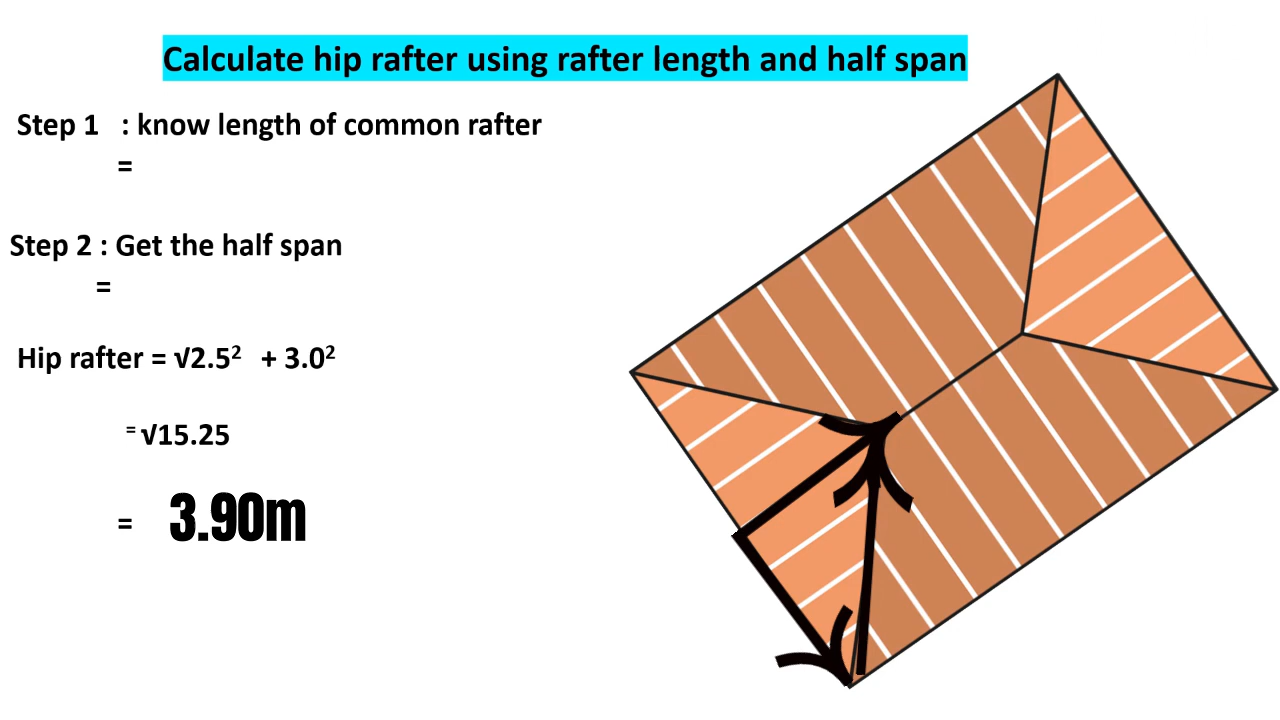 Calculate hip rafter using rafter length and half span
Step 1 : know length of common rafter
=
Step 2 : Get the half span
=
Hip rafter = √2.5² + 3.0²
= √15.25
= 3.90m